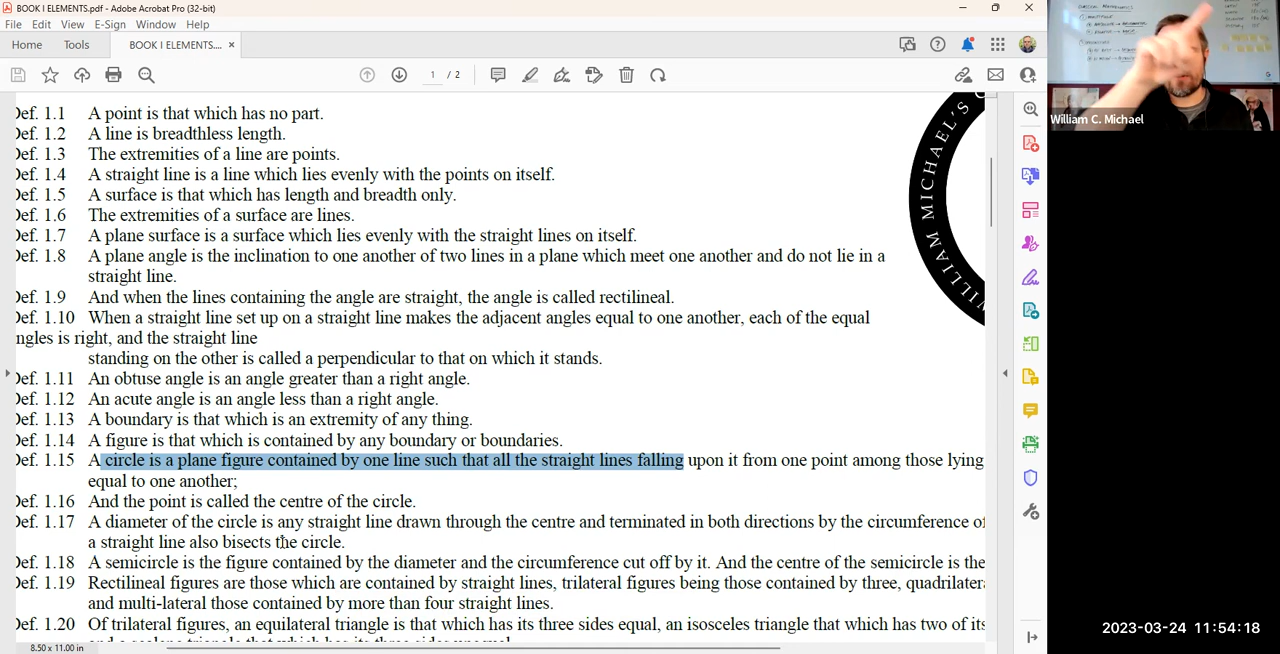 BOOK I ELEMENTS.pdf - Adobe Acrobat Pro (32-bit)
File Edit View E-Sign Window Help
Home Tools BOOK I ELEMENTS.... ×
1 / 2
Def. 1.1 A point is that which has no part.
Def. 1.2 A line is breadthless length.
Def. 1.3 The extremities of a line are points.
Def. 1.4 A straight line is a line which lies evenly with the points on itself.
Def. 1.5 A surface is that which has length and breadth only.
Def. 1.6 The extremities of a surface are lines.
Def. 1.7 A plane surface is a surface which lies evenly with the straight lines on itself.
Def. 1.8 A plane angle is the inclination to one another of two lines in a plane which meet one another and do not lie in a
straight line.
Def. 1.9 And when the lines containing the angle are straight, the angle is called rectilineal.
Def. 1.10 When a straight line set up on a straight line makes the adjacent angles equal to one another, each of the equal
ngles is right, and the straight line
standing on the other is called a perpendicular to that on which it stands.
Def. 1.11 An obtuse angle is an angle greater than a right angle.
Def. 1.12 An acute angle is an angle less than a right angle.
Def. 1.13 A boundary is that which is an extremity of any thing.
Def. 1.14 A figure is that which is contained by any boundary or boundaries.
Def. 1.15 A circle is a plane figure contained by one line such that all the straight lines falling upon it from one point among those lying
equal to one another;
Def. 1.16 And the point is called the centre of the circle.
Def. 1.17 A diameter of the circle is any straight line drawn through the centre and terminated in both directions by the circumference of
a straight line also bisects the circle.
Def. 1.18 A semicircle is the figure contained by the diameter and the circumference cut off by it. And the centre of the semicircle is the
Def. 1.19 Rectilineal figures are those which are contained by straight lines, trilateral figures being those contained by three, quadrilatera
and multi-lateral those contained by more than four straight lines.
Def. 1.20 Of trilateral figures, an equilateral triangle is that which has its three sides equal, an isosceles triangle that which has two of its
8.50 x 11.00 in
WILLIAM MICHAEL'S
William C. Michael
2023-03-24 11:54:18